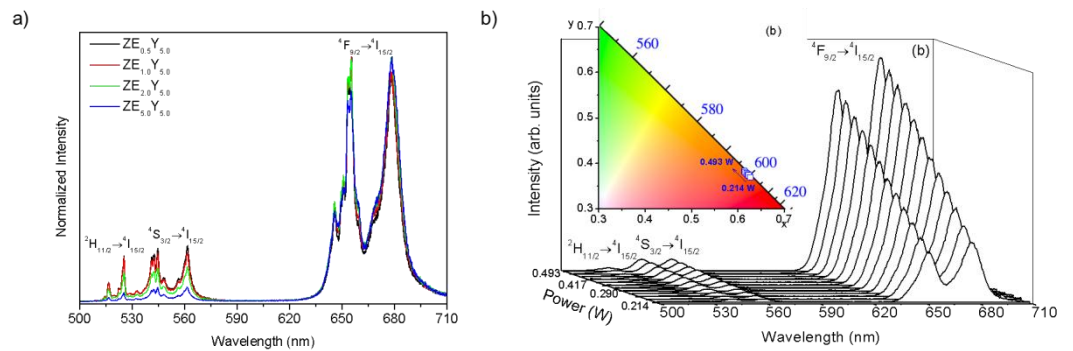 a)
ZE0.5Y5.0
ZE1.0Y5.0
ZE2.0Y5.0
ZE5.0Y5.0
4F9/2→4I15/2
4S3/2→4I15/2
2H11/2→4I15/2
Normalized Intensity
500 530 560 590 620 650 680 710
Wavelength (nm)
b)
y 0.7
0.6
0.5
0.4
0.3
0.3 0.4 0.5 0.6 0.7
x
560
580
600
620
0.493 W
0.214 W
(b)
4F9/2→4I15/2
(b)
2H11/2→4I15/2 4S3/2→4I15/2
Intensity (arb. units)
0.493
0.417
0.290
0.214
Power (W)
500 530 560 590 620 650 680 710
Wavelength (nm)